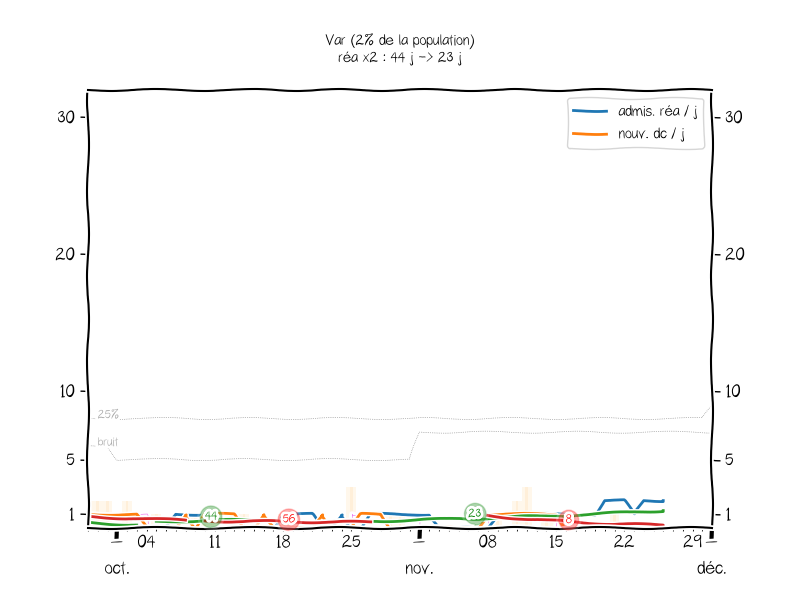 Var (2% de la population)
réa x2 : 44 j -> 23 j
admis. réa / j
nouv. dc / j
30
30
20
20
10
10
25%
bruit
5
5
1
1
44
56
23
8
04
11
18
25
08
15
22
29
oct.
nov.
déc.